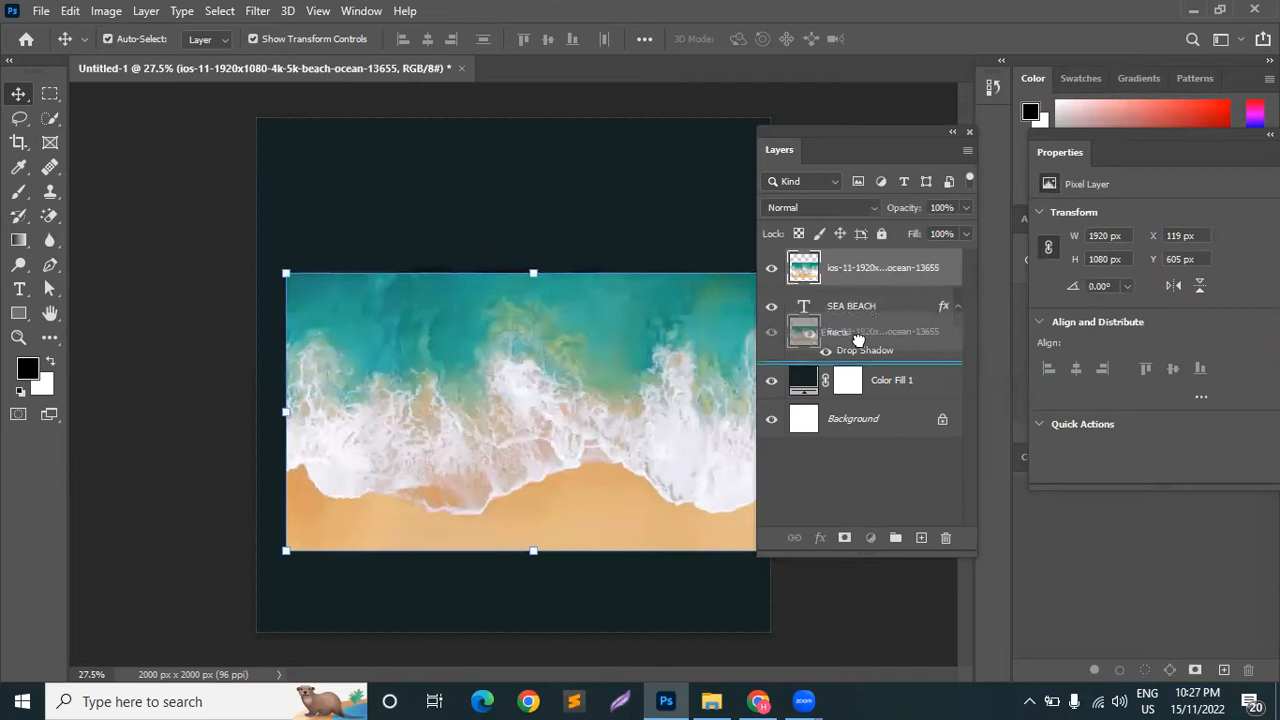 Ps File Edit Image Layer Type Select Filter 3D View Window Help
Auto-Select: Layer Show Transform Controls 3D Mode:
Untitled-1 @ 27.5% (ios-11-1920x1080-4k-5k-beach-ocean-13655, RGB/8#) *
Color Swatches Gradients Patterns
Layers
Kind
Normal Opacity: 100%
Lock: Fill: 100%
ios-11-1920x...ocean-13655
T SEA BEACH fx
Drop Shadow
Color Fill 1
Background
fx
Properties
Pixel Layer
Transform
W 1920 px X 119 px
H 1080 px Y 605 px
0.00°
Align and Distribute
Align:
Quick Actions
27.5% 2000 px x 2000 px (96 ppi)
Type here to search
Ps
zoom
ENG
US
10:27 PM
15/11/2022
20